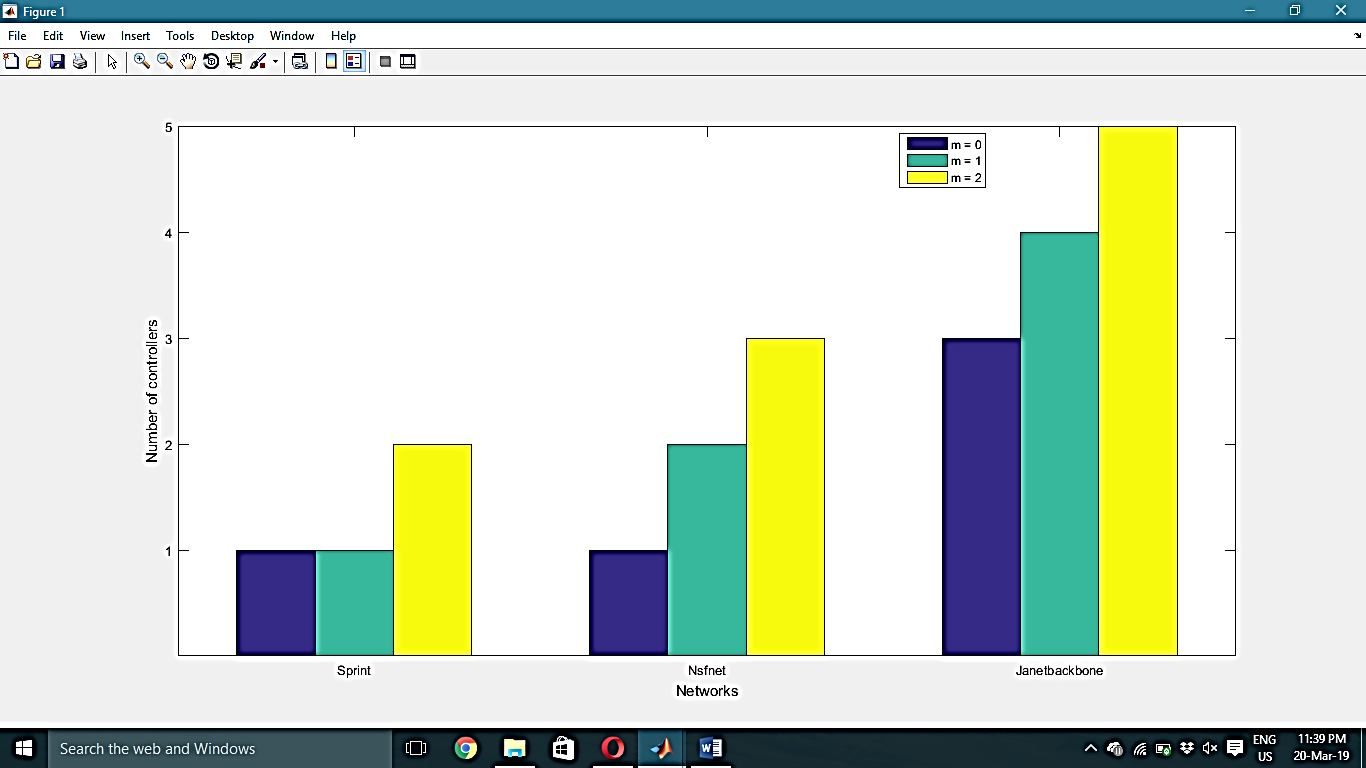 Figure 1
File Edit View Insert Tools Desktop Window Help
5
4
3
2
1
Number of controllers
m = 0
m = 1
m = 2
Sprint Nsfnet Janetbackbone
Networks
Search the web and Windows
ENG
US
11:39 PM
20-Mar-19